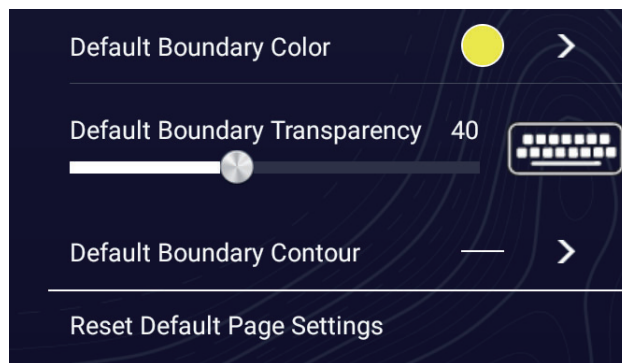 Default Boundary Color
Default Boundary Transparency 40
Default Boundary Contour
Reset Default Page Settings